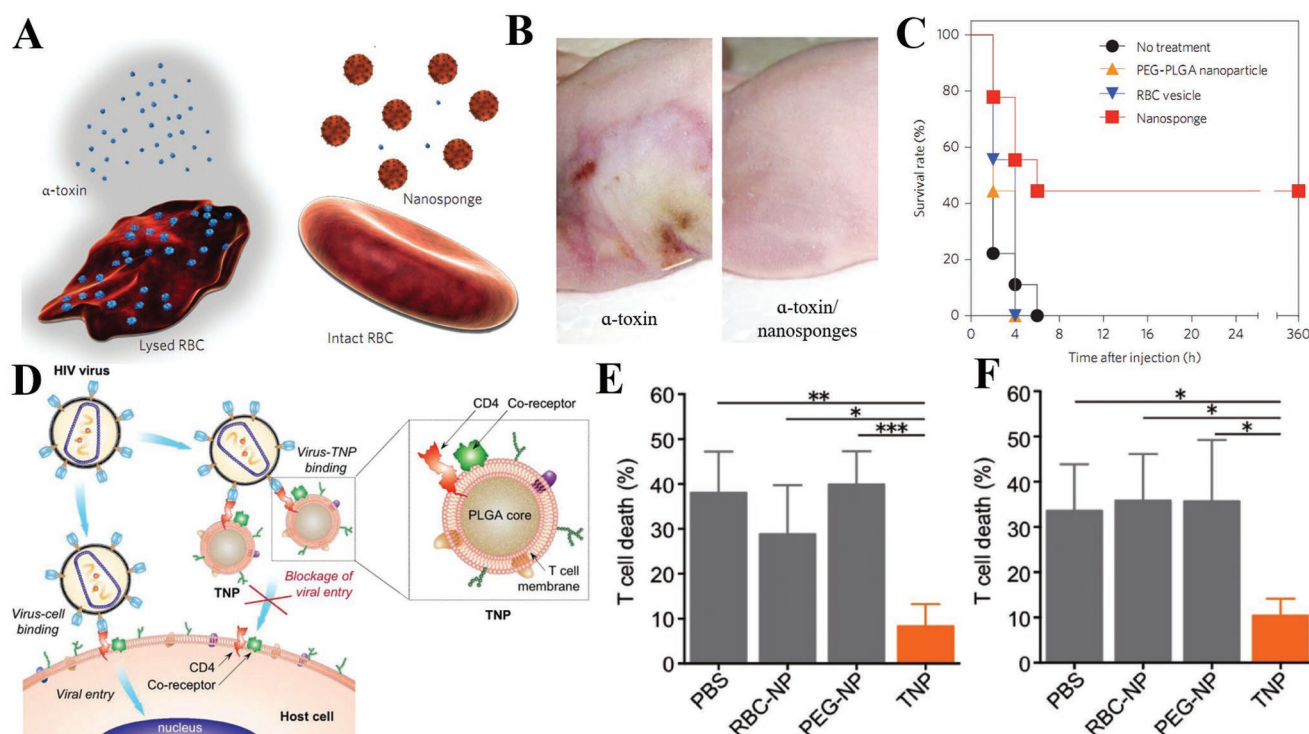 A
α-toxin
Lysed RBC
Nanosponge
Intact RBC
B
α-toxin
α-toxin/
nanosponges
C
Survival rate (%)
100
80
60
40
20
0
No treatment
PEG-PLGA nanoparticle
RBC vesicle
Nanosponge
0 4 8 12 16 20 24 360
Time after injection (h)
D
HIV virus
Virus-TNP
binding
TNP
Blockage of
viral entry
Virus-cell
binding
CD4
Co-receptor
Viral entry
Host cell
nucleus
CD4
Co-receptor
PLGA core
T cell
membrane
TNP
E
T cell death (%)
60
50
40
30
20
10
0
**
*
***
PBS
RBC-NP
PEG-NP
TNP
F
T cell death (%)
60
50
40
30
20
10
0
*
*
*
PBS
RBC-NP
PEG-NP
TNP